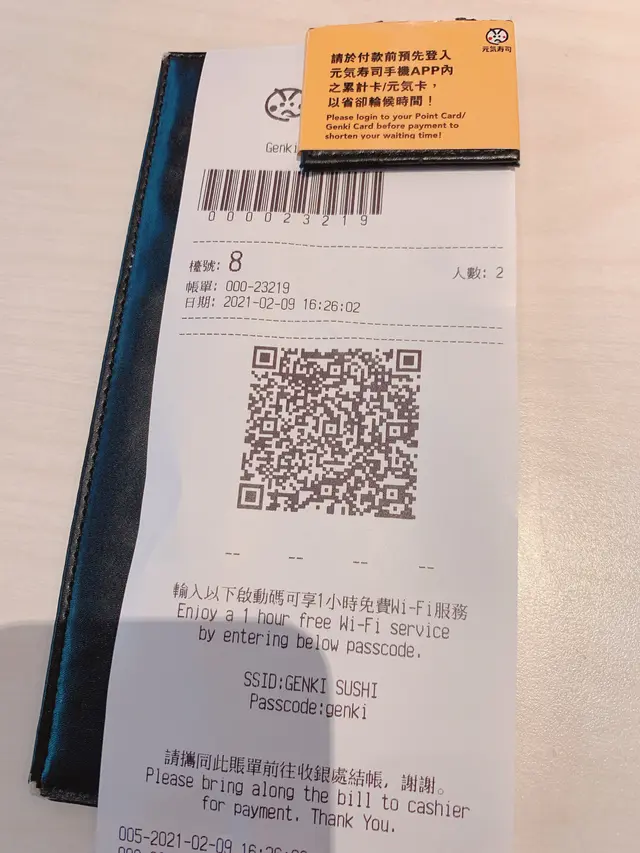 元気寿司
請於付款前預先登入
元気寿司手機APP內
之累計卡/元気卡，
以省卻輪候時間！
Please login to your Point Card/
Genki Card before payment to
shorten your waiting time!
Genki
000023219
檯號: 8
人數: 2
帳單: 000-23219
日期: 2021-02-09 16:26:02
輸入以下啟動碼可享1小時免費Wi-Fi服務
Enjoy a 1 hour free Wi-Fi service
by entering below passcode.
SSID:GENKI SUSHI
Passcode:genki
請攜同此賬單前往收銀處結帳, 謝謝。
Please bring along the bill to cashier
for payment. Thank You.
005-2021-02-09 16:26:02